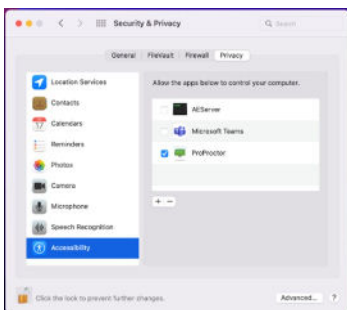 Security & Privacy
Search
General
FileVault
Firewall
Privacy
Location Services
Contacts
Calendars
Reminders
Photos
Camera
Microphone
Speech Recognition
Accessibility
Allow the apps below to control your computer.
AEServer
Microsoft Teams
ProProctor
Click the lock to prevent further changes.
Advanced...
?